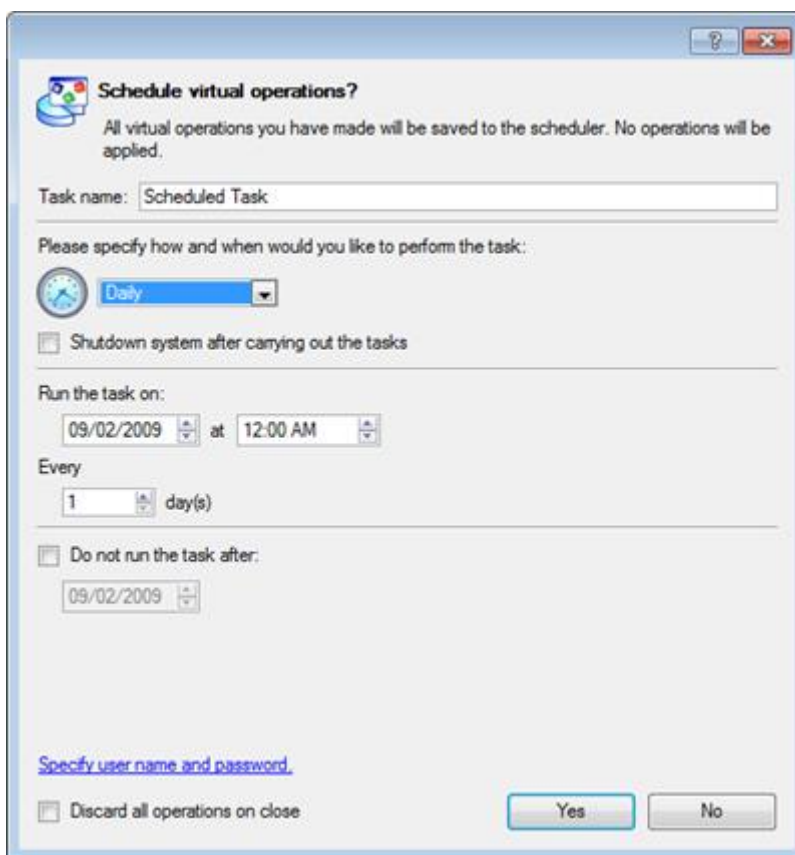 Schedule virtual operations?
All virtual operations you have made will be saved to the scheduler. No operations will be
applied.
Task name: Scheduled Task
Please specify how and when would you like to perform the task:
Daily
Shutdown system after carrying out the tasks
Run the task on:
09/02/2009 at 12:00 AM
Every
1 day(s)
Do not run the task after:
09/02/2009
Specify user name and password.
Discard all operations on close Yes No